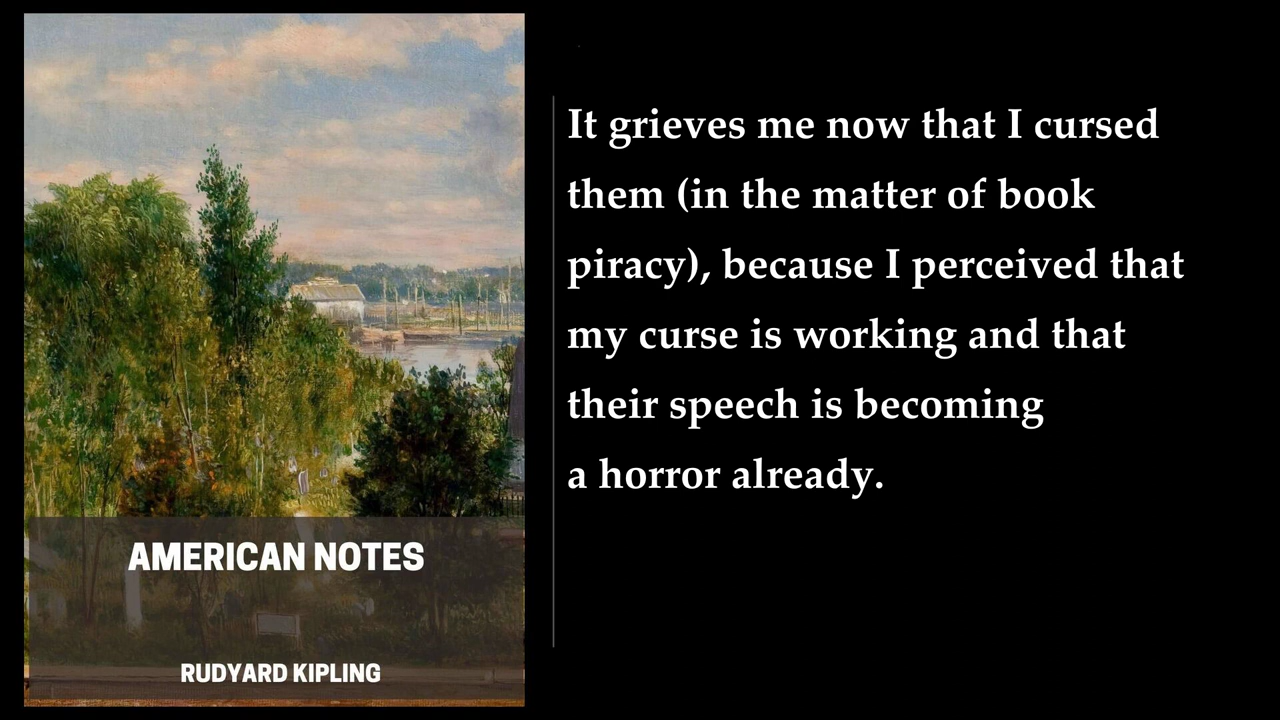 AMERICAN NOTES
RUDYARD KIPLING
It grieves me now that I cursed
them (in the matter of book
piracy), because I perceived that
my curse is working and that
their speech is becoming
a horror already.